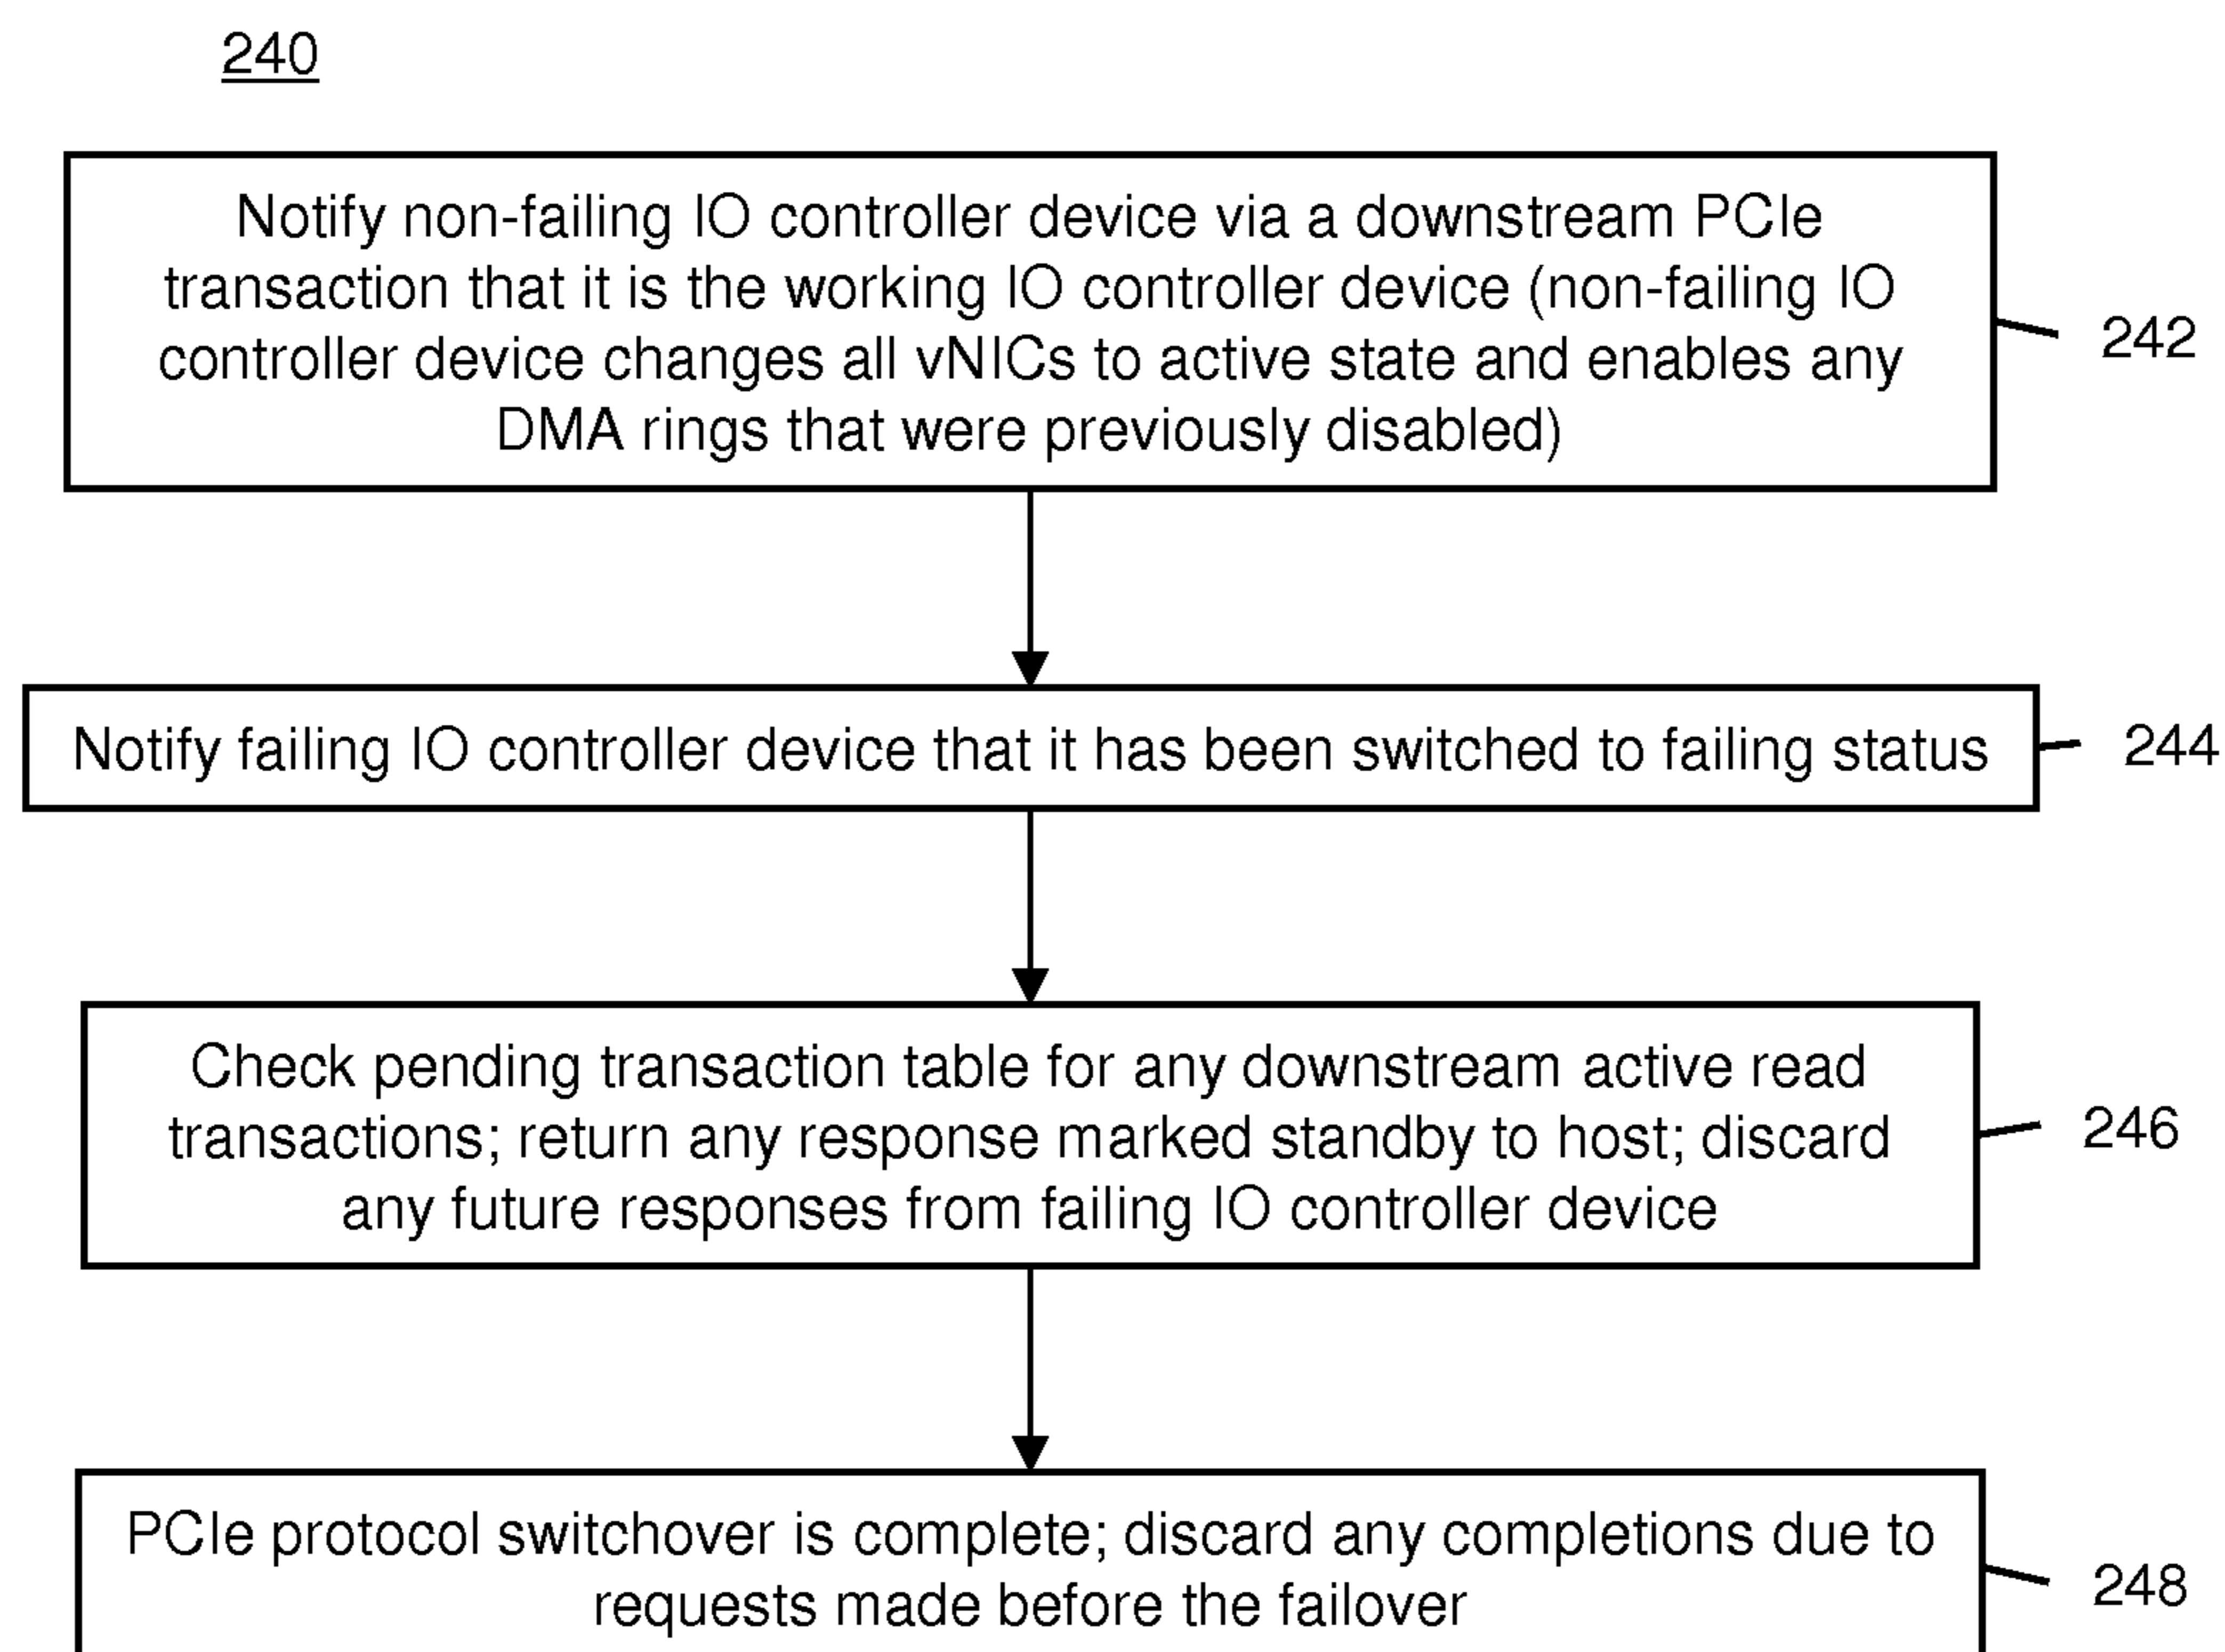 240
Notify non-failing IO controller device via a downstream PCIe
transaction that it is the working IO controller device (non-failing IO
controller device changes all vNICs to active state and enables any
DMA rings that were previously disabled)
242
Notify failing IO controller device that it has been switched to failing status
244
Check pending transaction table for any downstream active read
transactions; return any response marked standby to host; discard
any future responses from failing IO controller device
246
PCIe protocol switchover is complete; discard any completions due to
requests made before the failover
248